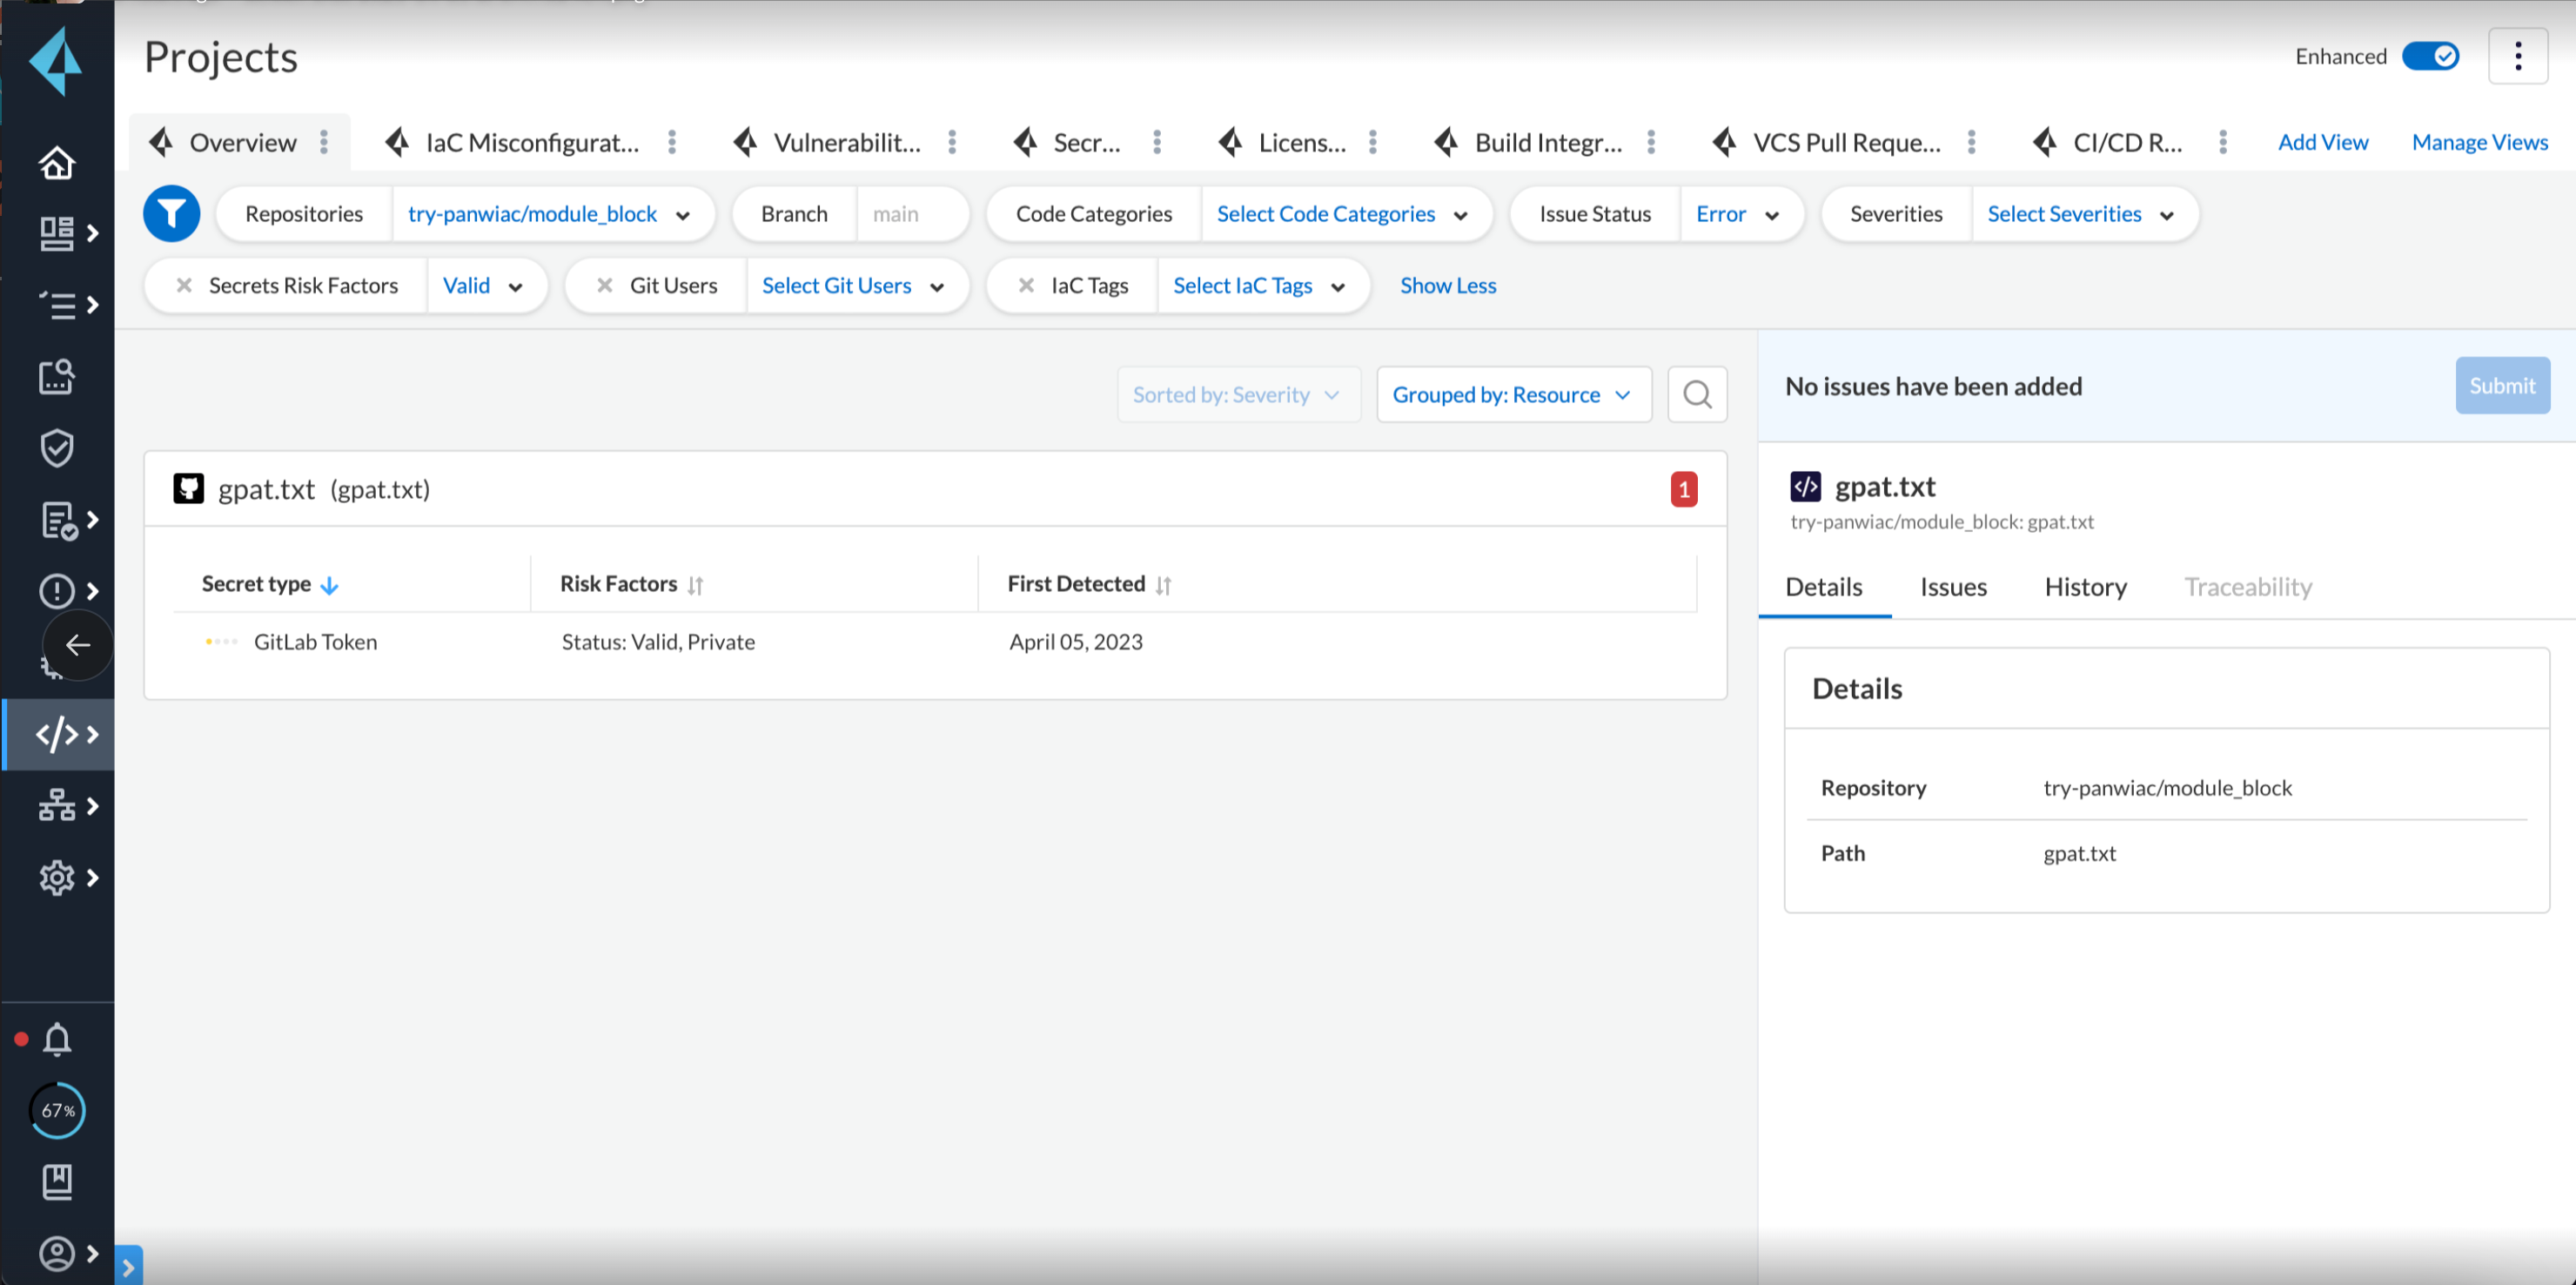 Projects
Enhanced
Overview
IaC Misconfigurat...
Vulnerabilit...
Secr...
Licens...
Build Integr...
VCS Pull Reque...
CI/CD R...
Add View
Manage Views
Repositories try-panwiac/module_block
Branch main
Code Categories Select Code Categories
Issue Status Error
Severities Select Severities
Secrets Risk Factors Valid
Git Users Select Git Users
IaC Tags Select IaC Tags
Show Less
Sorted by: Severity
Grouped by: Resource
gpat.txt (gpat.txt)
1
Secret type Risk Factors First Detected
GitLab Token Status: Valid, Private April 05, 2023
No issues have been added
Submit
gpat.txt
try-panwiac/module_block: gpat.txt
Details Issues History Traceability
Details
Repository try-panwiac/module_block
Path gpat.txt
67%